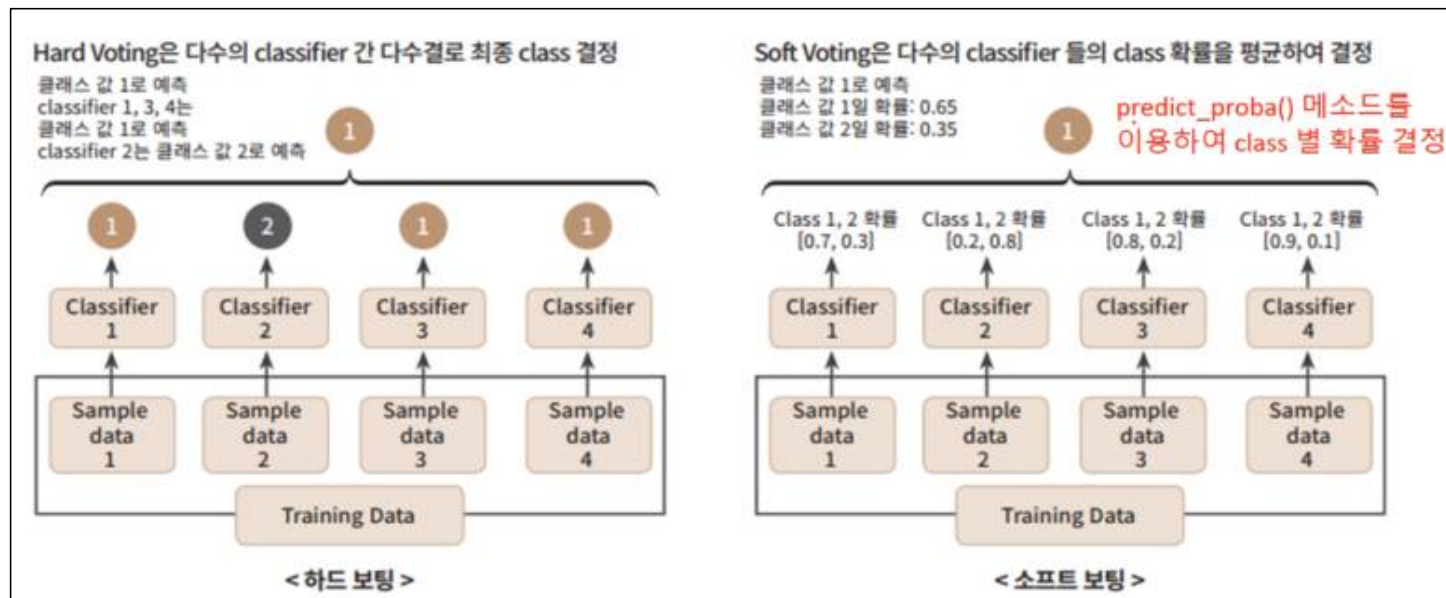 Hard Voting은 다수의 classifier 간 다수결로 최종 class 결정
클래스 값 1로 예측
classifier 1, 3, 4는
클래스 값 1로 예측
classifier 2는 클래스 값 2로 예측
1
1
2
1
1
Classifier 1
Classifier 2
Classifier 3
Classifier 4
Sample data 1
Sample data 2
Sample data 3
Sample data 4
Training Data
< 하드 보팅 >
Soft Voting은 다수의 classifier 들의 class 확률을 평균하여 결정
클래스 값 1로 예측
클래스 값 1일 확률: 0.65
클래스 값 2일 확률: 0.35
1
predict_proba() 메소드를
이용하여 class 별 확률 결정
Class 1, 2 확률
[0.7, 0.3]
Class 1, 2 확률
[0.2, 0.8]
Class 1, 2 확률
[0.8, 0.2]
Class 1, 2 확률
[0.9, 0.1]
Classifier 1
Classifier 2
Classifier 3
Classifier 4
Sample data 1
Sample data 2
Sample data 3
Sample data 4
Training Data
< 소프트 보팅 >